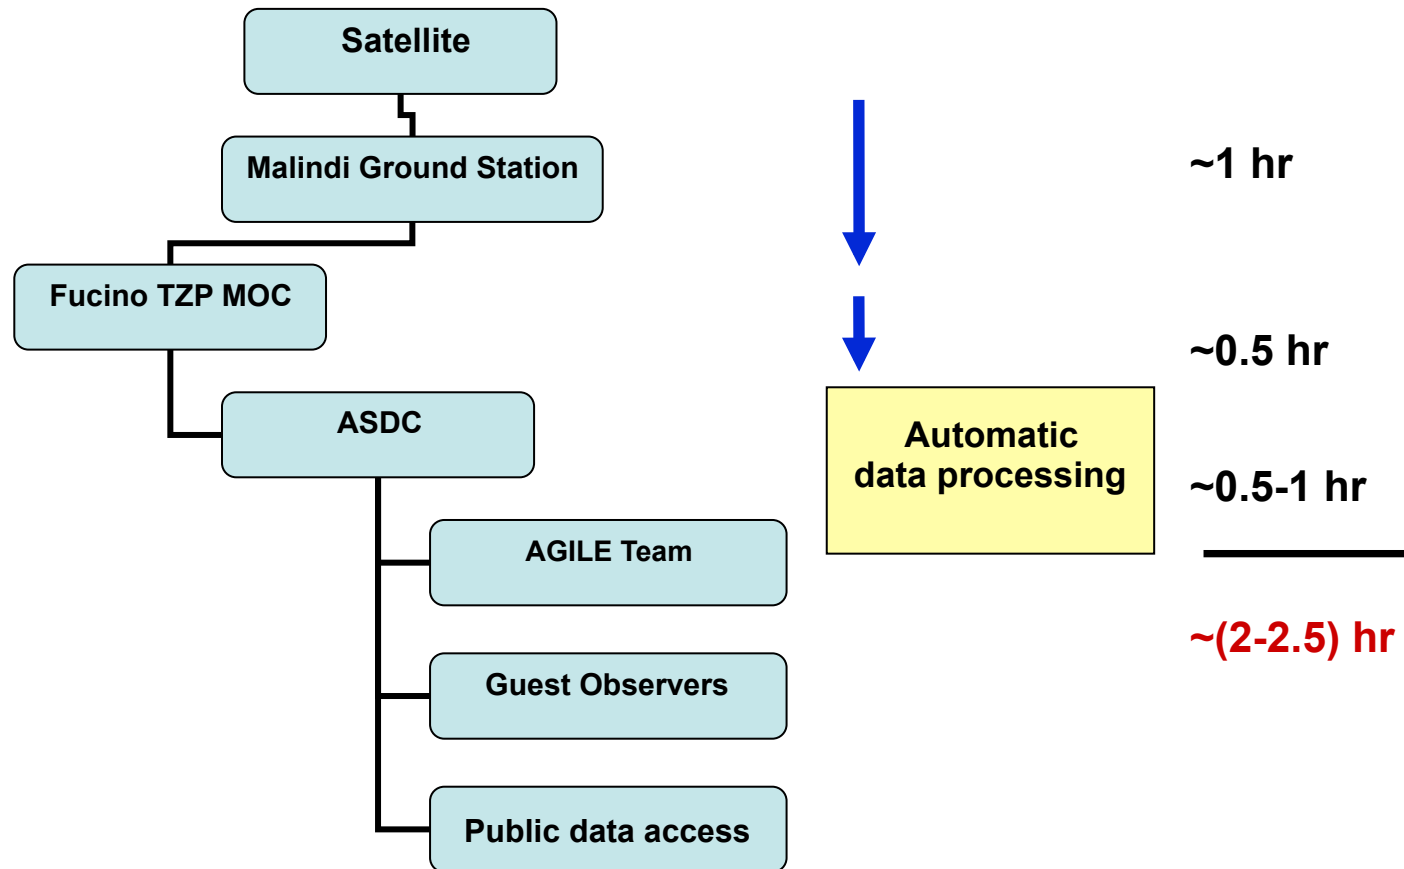 Satellite
Malindi Ground Station
~1 hr
Fucino TZP MOC
~0.5 hr
ASDC
Automatic
data processing
~0.5-1 hr
AGILE Team
~(2-2.5) hr
Guest Observers
Public data access